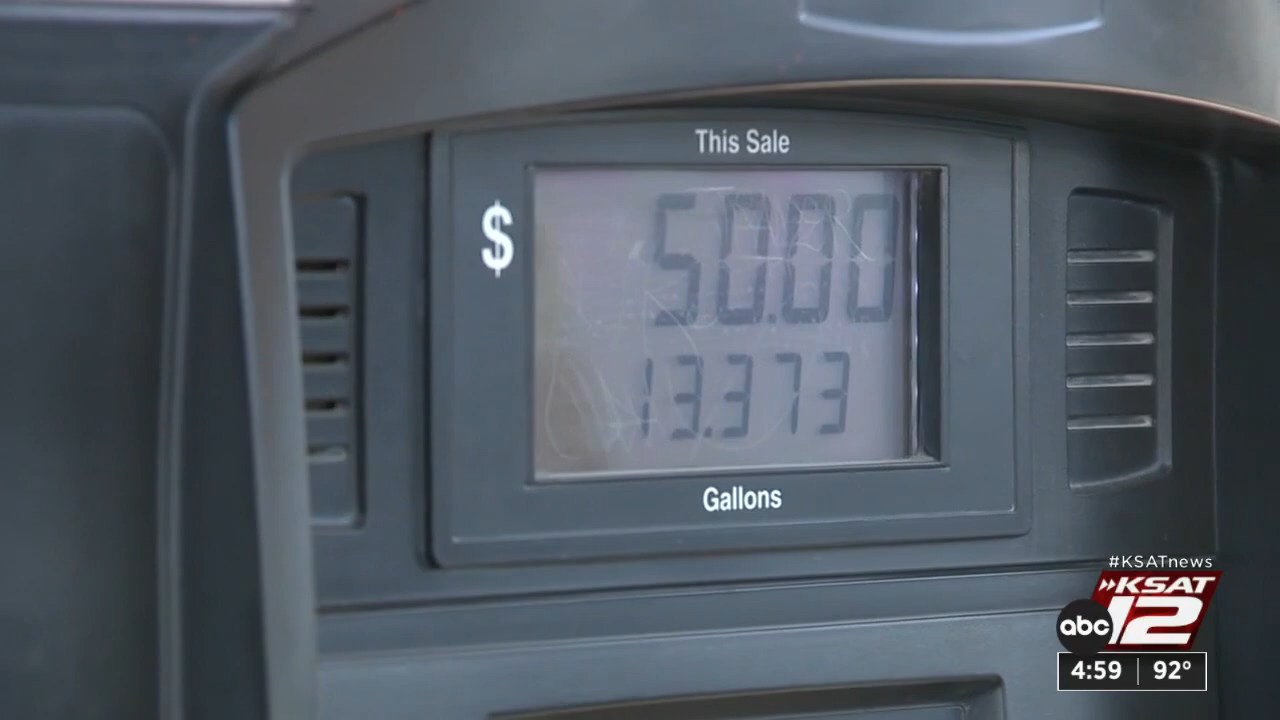 This Sale
$ 50.00
13.373
Gallons
#KSATnews
KSAT
abc 12
4:59 92°